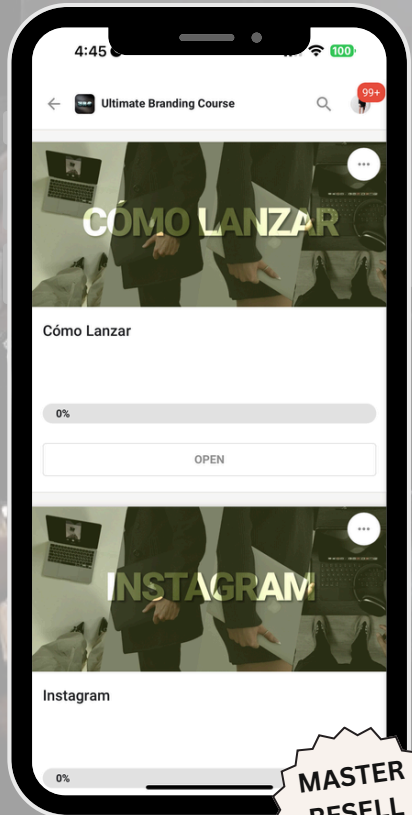 4:45
100
Ultimate Branding Course
99+
CÓMO LANZAR
Cómo Lanzar
0%
OPEN
INSTAGRAM
Instagram
0%
MASTER
RESELL